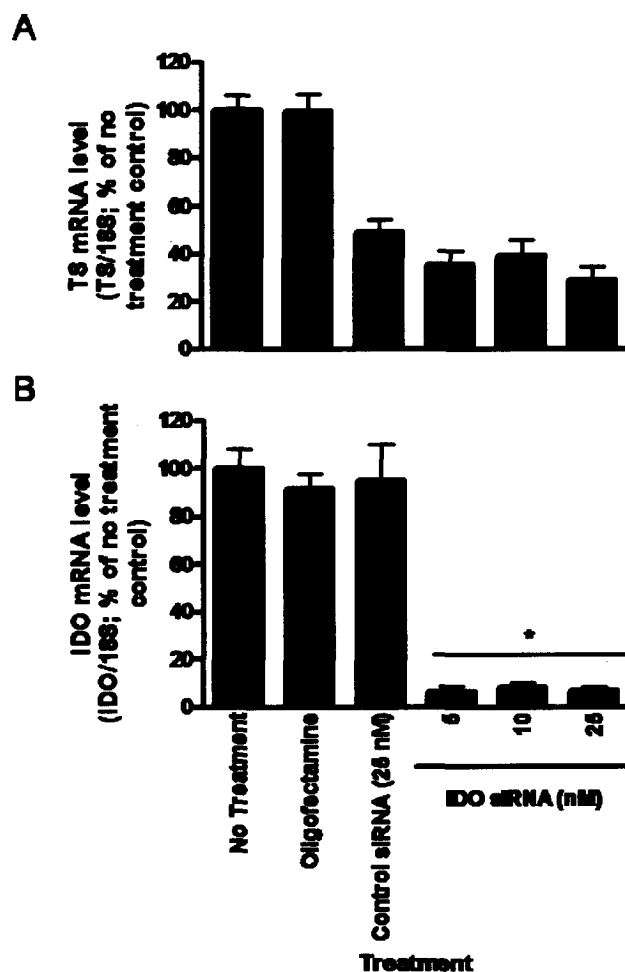 A
TS mRNA level
(TS/18S; % of no
treatment control)
120
100
80
60
40
20
0
B
IDO mRNA level
(IDO/18S; % of no treatment
control)
120
100
80
60
40
20
0
*
No Treatment
Oligofectamine
Control siRNA (25 nM)
5
10
25
IDO siRNA (nM)
Treatment